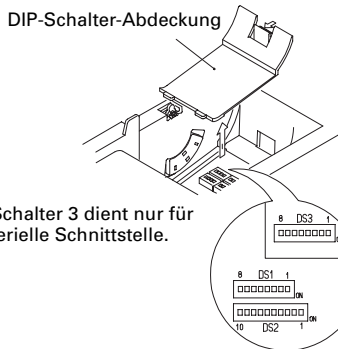 DIP-Schalter-Abdeckung
Schalter 3 dient nur für
serielle Schnittstelle.
8 DS3 1
8 DS1 1
ON
ON
10 DS2 1